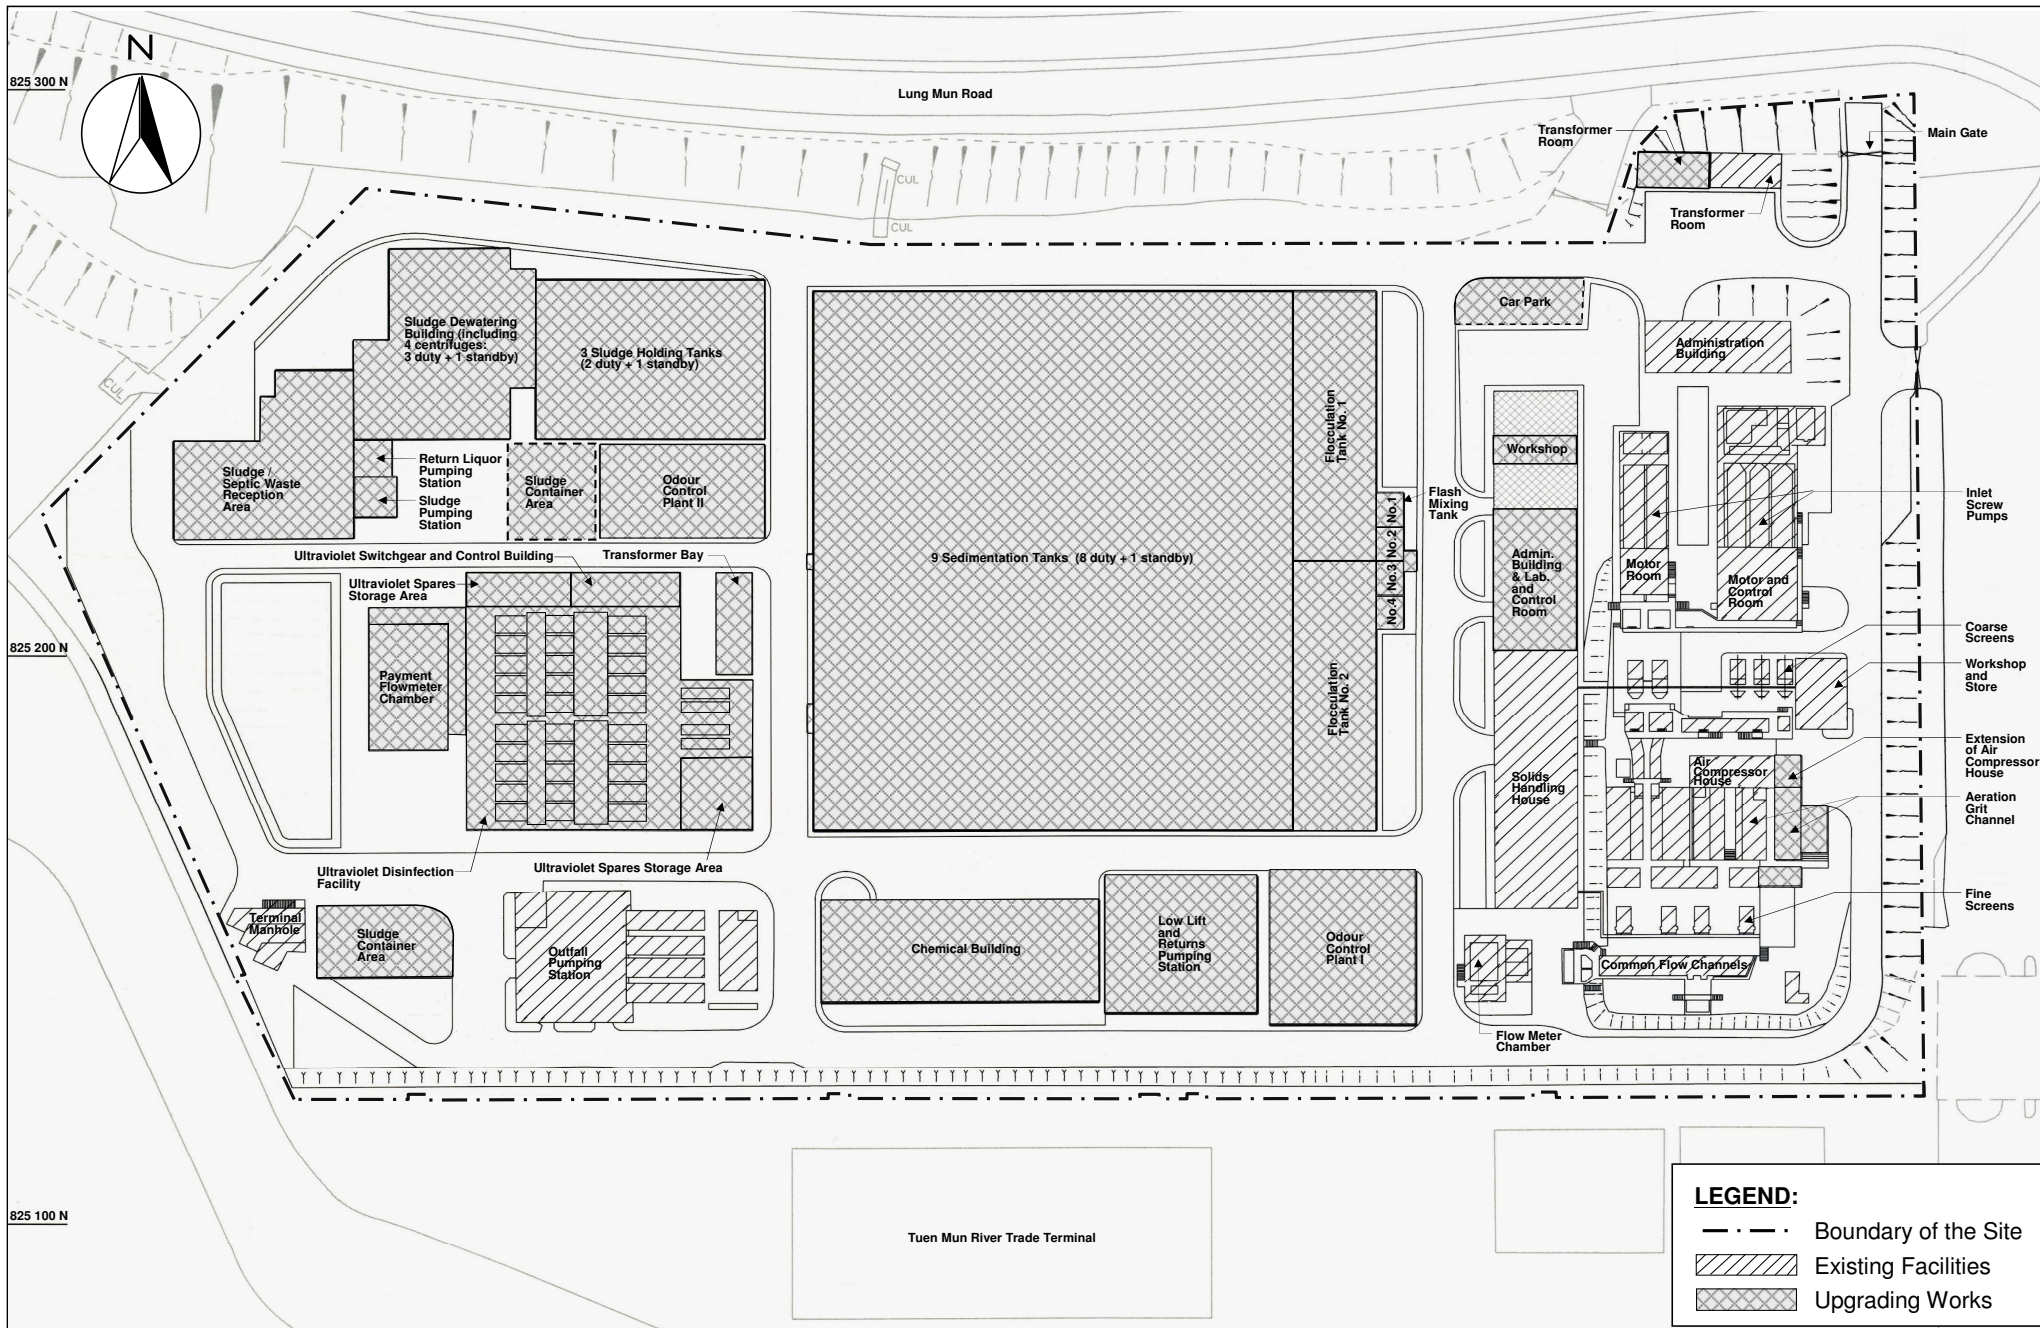 N
825 300 N
Lung Mun Road
Transformer
Room
Main Gate
CUL
CUL
Transformer
Room
Car Park
Sludge Dewatering
Building (including
4 centrifuges:
3 duty + 1 standby)
3 Sludge Holding Tanks
(2 duty + 1 standby)
Administration
Building
CUL
Flocculation
Tank No. 1
Workshop
Return Liquor
Pumping
Station
Sludge /
Septic Waste
Reception
Area
Sludge
Pumping
Station
Sludge
Container
Area
Odour
Control
Plant II
Flash
Mixing
Tank
No.1
No.2
No.3
No.4
Inlet
Screw
Pumps
Ultraviolet Switchgear and Control Building
Transformer Bay
9 Sedimentation Tanks (8 duty + 1 standby)
Admin.
Building
& Lab.
and
Control
Room
Motor
Room
Motor and
Control
Room
Ultraviolet Spares
Storage Area
Coarse
Screens
825 200 N
Payment
Flowmeter
Chamber
Flocculation
Tank No. 2
Workshop
and
Store
Extension
of Air
Compressor
House
Air
Compressor
House
Solids
Handling
House
Aeration
Grit
Channel
Ultraviolet Disinfection
Facility
Ultraviolet Spares Storage Area
Fine
Screens
Terminal
Manhole
Sludge
Container
Area
Outfall
Pumping
Station
Chemical Building
Low Lift
and
Returns
Pumping
Station
Odour
Control
Plant I
Common Flow Channels
Flow Meter
Chamber
825 100 N
Tuen Mun River Trade Terminal
LEGEND:
Boundary of the Site
Existing Facilities
Upgrading Works